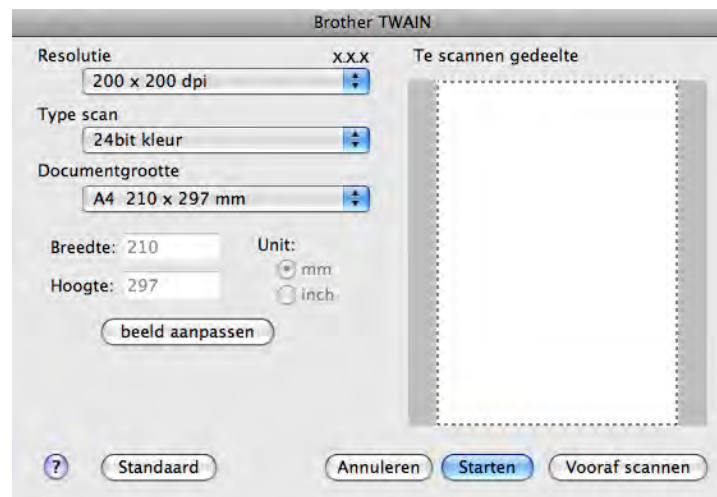 Brother TWAIN
Resolutie X.X.X
200 x 200 dpi
Type scan
24bit kleur
Documentgrootte
A4 210 x 297 mm
Breedte: 210
Hoogte: 297
Unit:
mm
inch
beeld aanpassen
Te scannen gedeelte
? Standaard Annuleren Starten Vooraf scannen